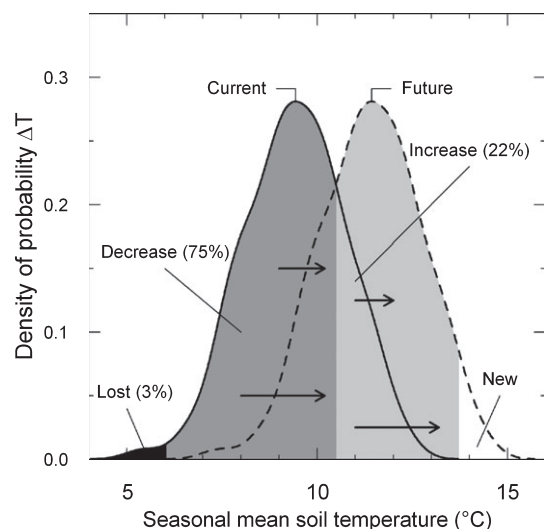 Current
Future
0.3
Increase (22%)
0.2
Density of probability ΔT
Decrease (75%)
0.1
Lost (3%)
New
0.0
5
10
15
Seasonal mean soil temperature (°C)